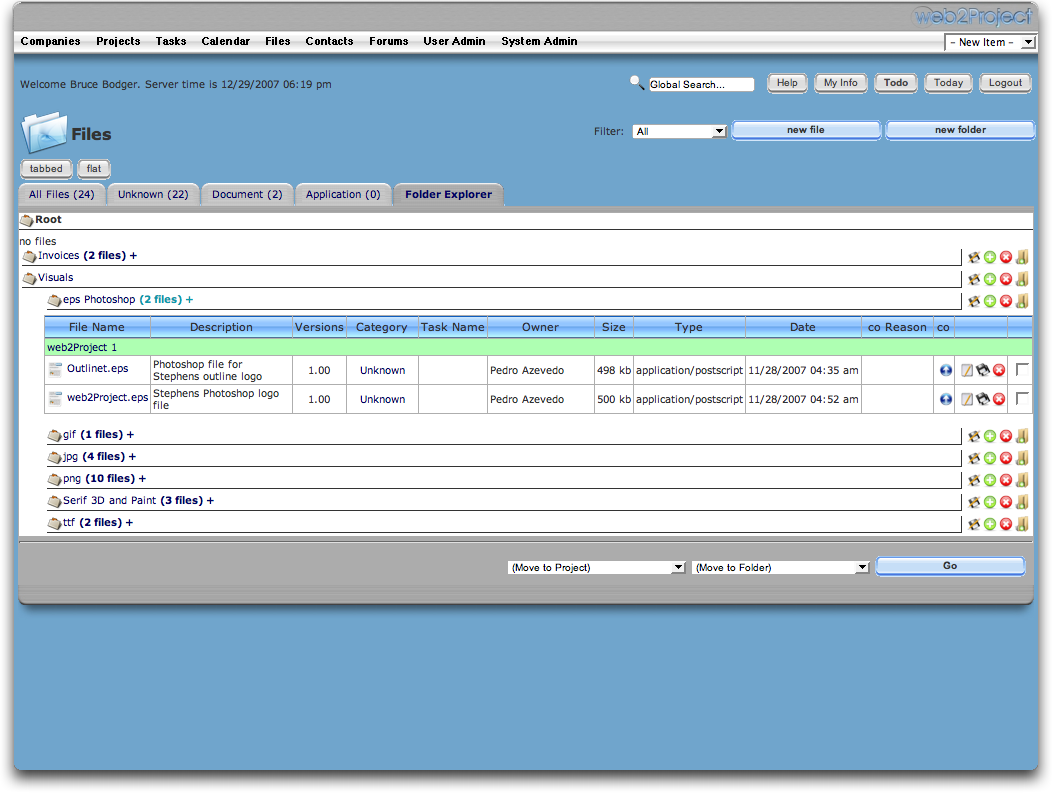 web2Project
Companies Projects Tasks Calendar Files Contacts Forums User Admin System Admin - New Item -
Welcome Bruce Bodger. Server time is 12/29/2007 06:19 pm Global Search... Help My Info Todo Today Logout
Files Filter: All new file new folder
tabbed flat
All Files (24) Unknown (22) Document (2) Application (0) Folder Explorer
Root
no files
Invoices (2 files) +
Visuals
eps Photoshop (2 files) +
File Name Description Versions Category Task Name Owner Size Type Date co Reason co
web2Project 1
Outlinet.eps Photoshop file for Stephens outline logo 1.00 Unknown Pedro Azevedo 498 kb application/postscript 11/28/2007 04:35 am
web2Project.eps Stephens Photoshop logo file 1.00 Unknown Pedro Azevedo 500 kb application/postscript 11/28/2007 04:52 am
gif (1 files) +
jpg (4 files) +
png (10 files) +
Serif 3D and Paint (3 files) +
ttf (2 files) +
(Move to Project) (Move to Folder) Go